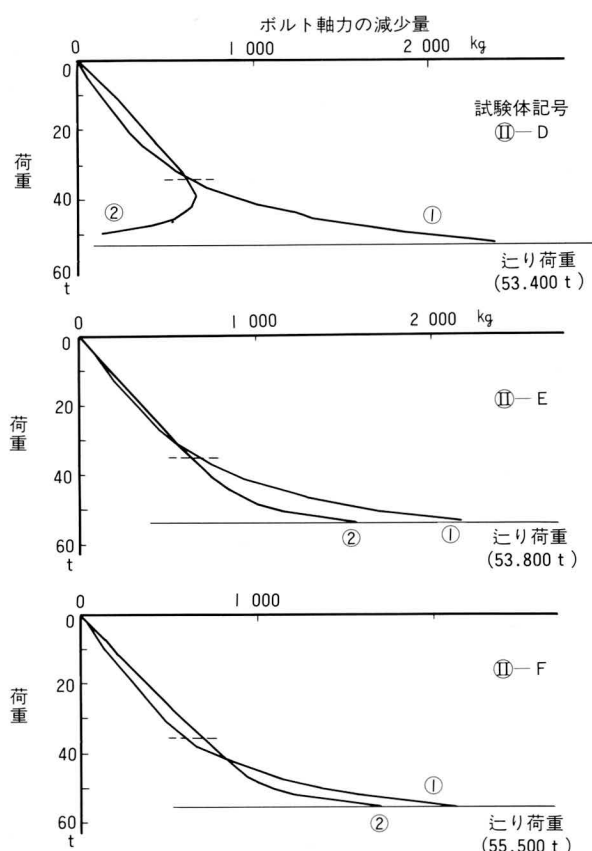 ボルト軸力の減少量
0 1 000 2 000 kg
試験体記号
Ⅱ—D
0
20
40
60
t
荷重
②
①
辷り荷重
(53.400 t)
0 1 000 2 000 kg
Ⅱ—E
0
20
40
60
t
荷重
②
①
辷り荷重
(53.800 t)
0 1 000
Ⅱ—F
0
20
40
60
t
荷重
①
②
辷り荷重
(55.500 t)